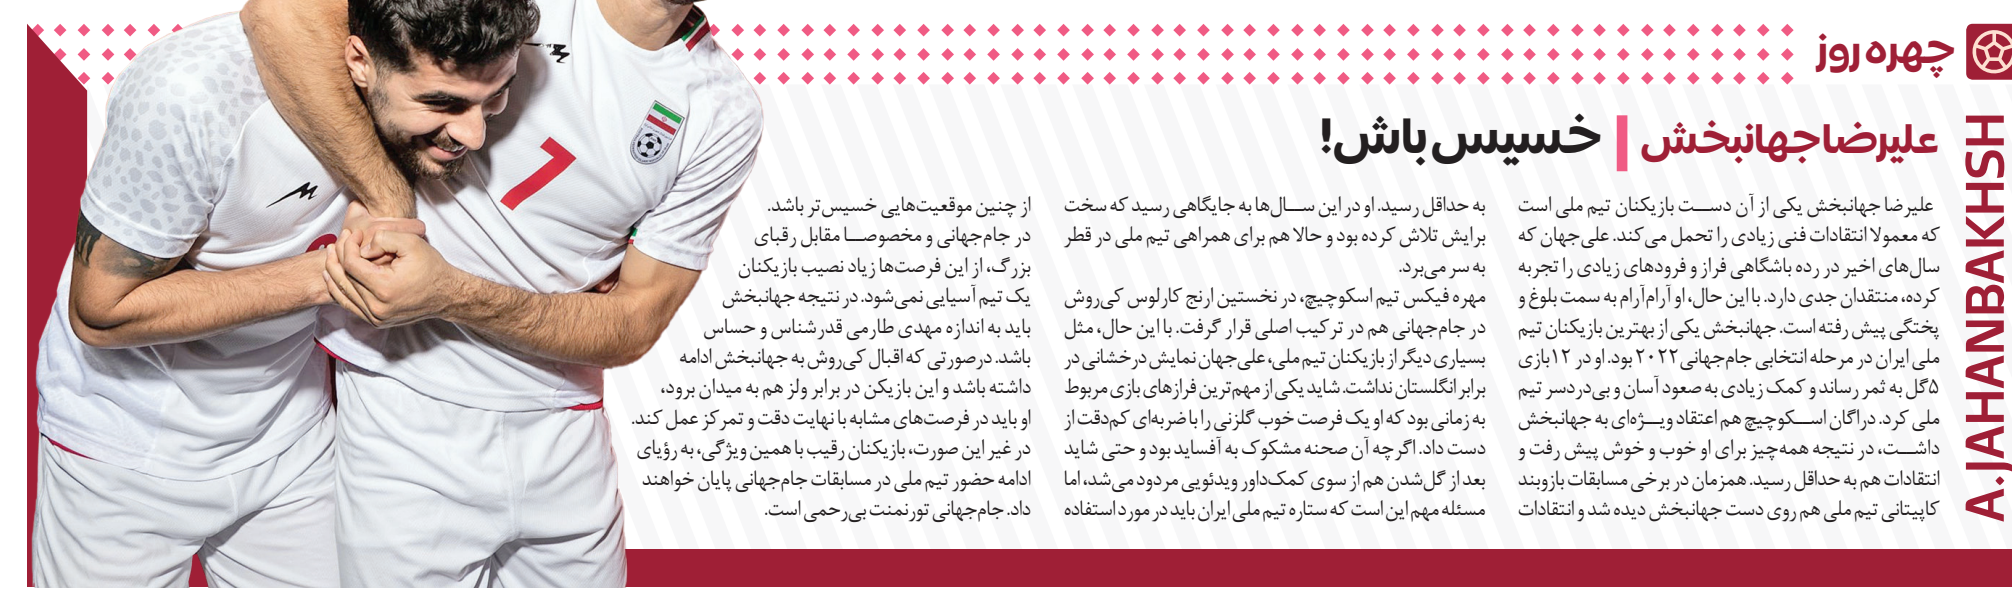 چهره روز
علیرضا جهانبخش | خسیس باش!
A.JAHANBAKHSH
علیرضا جهانبخش یکی از آن دســت بازیکنان تیم ملی است
که معمولا انتقادات فنی زیادی را تحمل می‌کند. علی‌جهان که
سال‌های اخیر در رده باشگاهی فراز و فرودهای زیادی را تجربه
کرده، منتقدان جدی دارد. با این حال، او آرام‌آرام به سمت بلوغ و
پختگی پیش رفته است. جهانبخش یکی از بهترین بازیکنان تیم
ملی ایران در مرحله انتخابی جام‌جهانی ۲۰۲۲ بود. او در ۱۲ بازی
۵ گل به ثمر رساند و کمک زیادی به صعود آسان و بی‌دردسر تیم
ملی کرد. دراگان اســکوچیچ هم اعتقاد ویــژه‌ای به جهانبخش
داشــت، در نتیجه همه‌چیز برای او خوب و خوش پیش رفت و
انتقادات هم به حداقل رسید. همزمان در برخی مسابقات بازوبند
کاپیتانی تیم ملی هم روی دست جهانبخش دیده شد و انتقادات
به حداقل رسید. او در این ســال‌ها به جایگاهی رسید که سخت
برایش تلاش کرده بود و حالا هم برای همراهی تیم ملی در قطر
به سر می‌برد.
مهره فیکس تیم اسکوچیچ، در نخستین ارنج کارلوس کی‌روش
در جام‌جهانی هم در ترکیب اصلی قرار گرفت. با این حال، مثل
بسیاری دیگر از بازیکنان تیم ملی، علی‌جهان نمایش درخشانی در
برابر انگلستان نداشت. شاید یکی از مهم‌ترین فرازهای بازی مربوط
به زمانی بود که او یک فرصت خوب گلزنی را با ضربه‌ای کم‌دقت از
دست داد. اگرچه آن صحنه مشکوک به آفساید بود و حتی شاید
بعد از گل‌شدن هم از سوی کمک‌داور ویدئویی مردود می‌شد، اما
مسئله مهم این است که ستاره تیم ملی ایران باید در مورد استفاده
از چنین موقعیت‌هایی خسیس‌تر باشد.
در جام‌جهانی و مخصوصــا مقابل رقبای
بزرگ، از این فرصت‌ها زیاد نصیب بازیکنان
یک تیم آسیایی نمی‌شود. در نتیجه جهانبخش
باید به اندازه مهدی طارمی قدرشناس و حساس
باشد. درصورتی که اقبال کی‌روش به جهانبخش ادامه
داشته باشد و این بازیکن در برابر ولز هم به میدان برود،
او باید در فرصت‌های مشابه با نهایت دقت و تمرکز عمل کند.
در غیر این صورت، بازیکنان رقیب با همین ویژگی، به رؤیای
ادامه حضور تیم ملی در مسابقات جام‌جهانی پایان خواهند
داد. جام‌جهانی تورنمنت بی‌رحمی است.
7